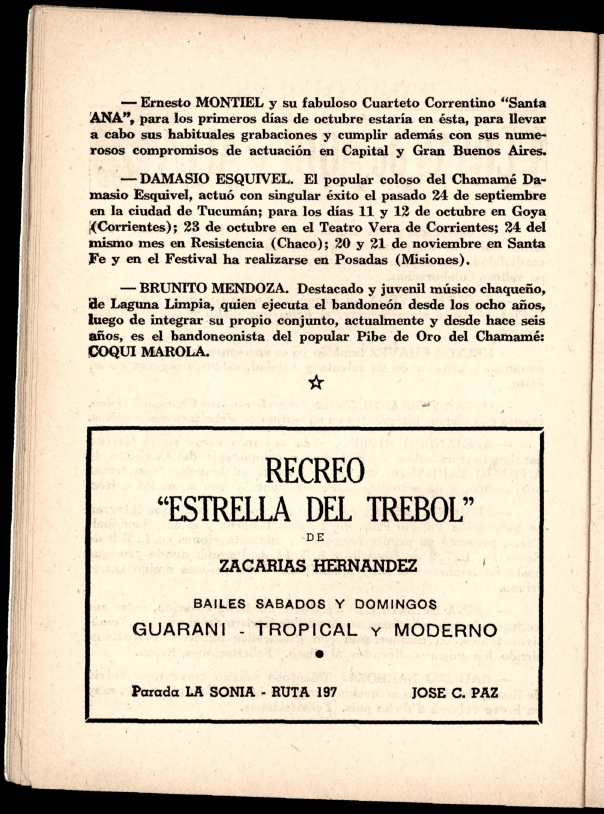 — Ernesto MONTIEL y su fabuloso Cuarteto Correntino "Santa
ANA", para los primeros días de octubre estaría en ésta, para llevar
a cabo sus habituales grabaciones y cumplir además con sus nume-
rosos compromisos de actuación en Capital y Gran Buenos Aires.
— DAMASIO ESQUIVEL. El popular coloso del Chamamé Da-
masio Esquivel, actuó con singular éxito el pasado 24 de septiembre
en la ciudad de Tucumán; para los días 11 y 12 de octubre en Goya
(Corrientes); 23 de octubre en el Teatro Vera de Corrientes; 24 del
mismo mes en Resistencia (Chaco); 20 y 21 de noviembre en Santa
Fe y en el Festival ha realizarse en Posadas (Misiones).
— BRUNITO MENDOZA. Destacado y juvenil músico chaqueño,
de Laguna Limpia, quien ejecuta el bandoneón desde los ocho años,
luego de integrar su propio conjunto, actualmente y desde hace seis
años, es el bandoneonista del popular Pibe de Oro del Chamamé:
COQUI MAROLA.
RECREO
"ESTRELLA DEL TREBOL"
DE
ZACARIAS HERNANDEZ
BAILES SABADOS Y DOMINGOS
GUARANI - TROPICAL Y MODERNO
Parada LA SONIA - RUTA 197 JOSE C. PAZ